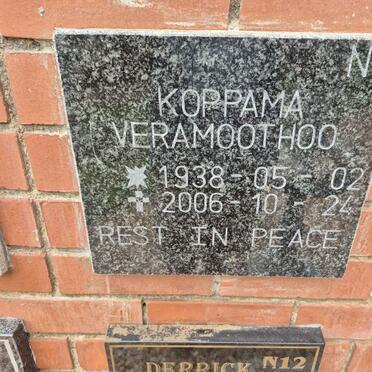 N
KOPPAMA
VERAMOOTHOO
1938-05-02
2006-10-24
REST IN PEACE
DERRICK N12